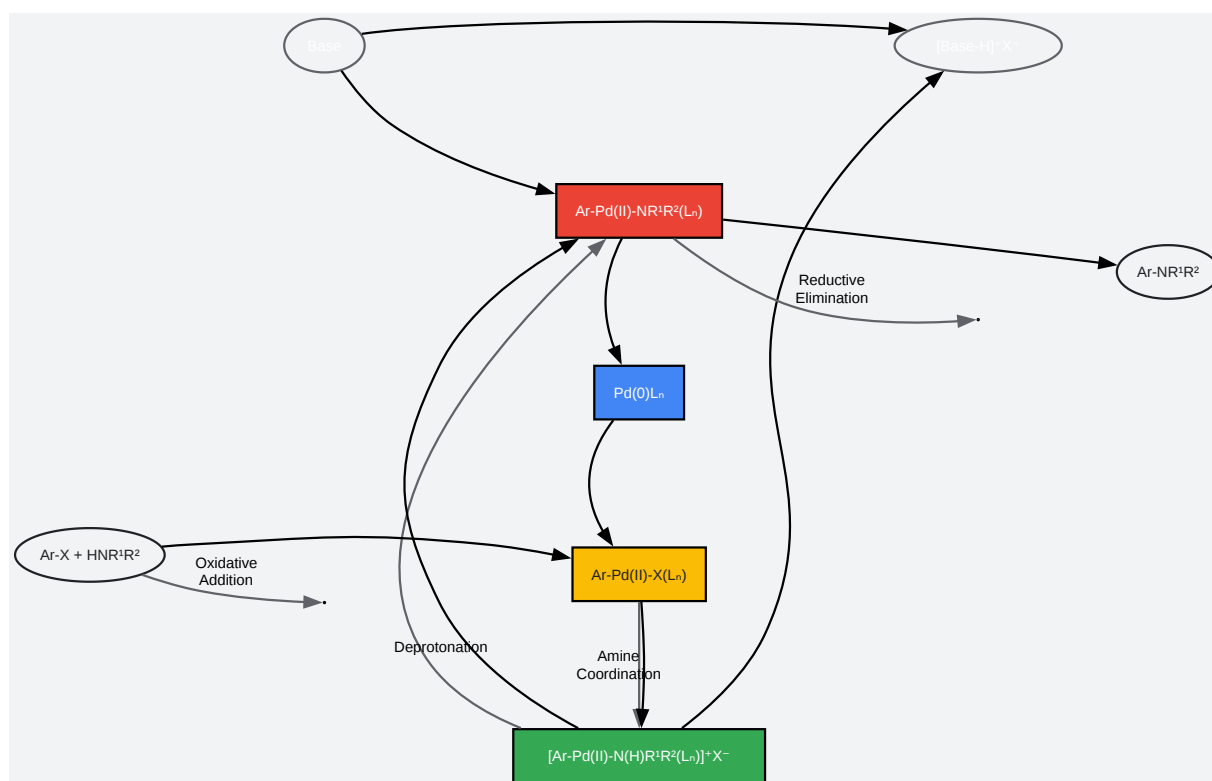 Base
[Base-H]⁺X⁻
Ar-Pd(II)-NR¹R²(Lₙ)
Ar-NR¹R²
Reductive
Elimination
Pd(0)Lₙ
Ar-X + HNR¹R²
Oxidative
Addition
Ar-Pd(II)-X(Lₙ)
Deprotonation
Amine
Coordination
[Ar-Pd(II)-N(H)R¹R²(Lₙ)]⁺X⁻